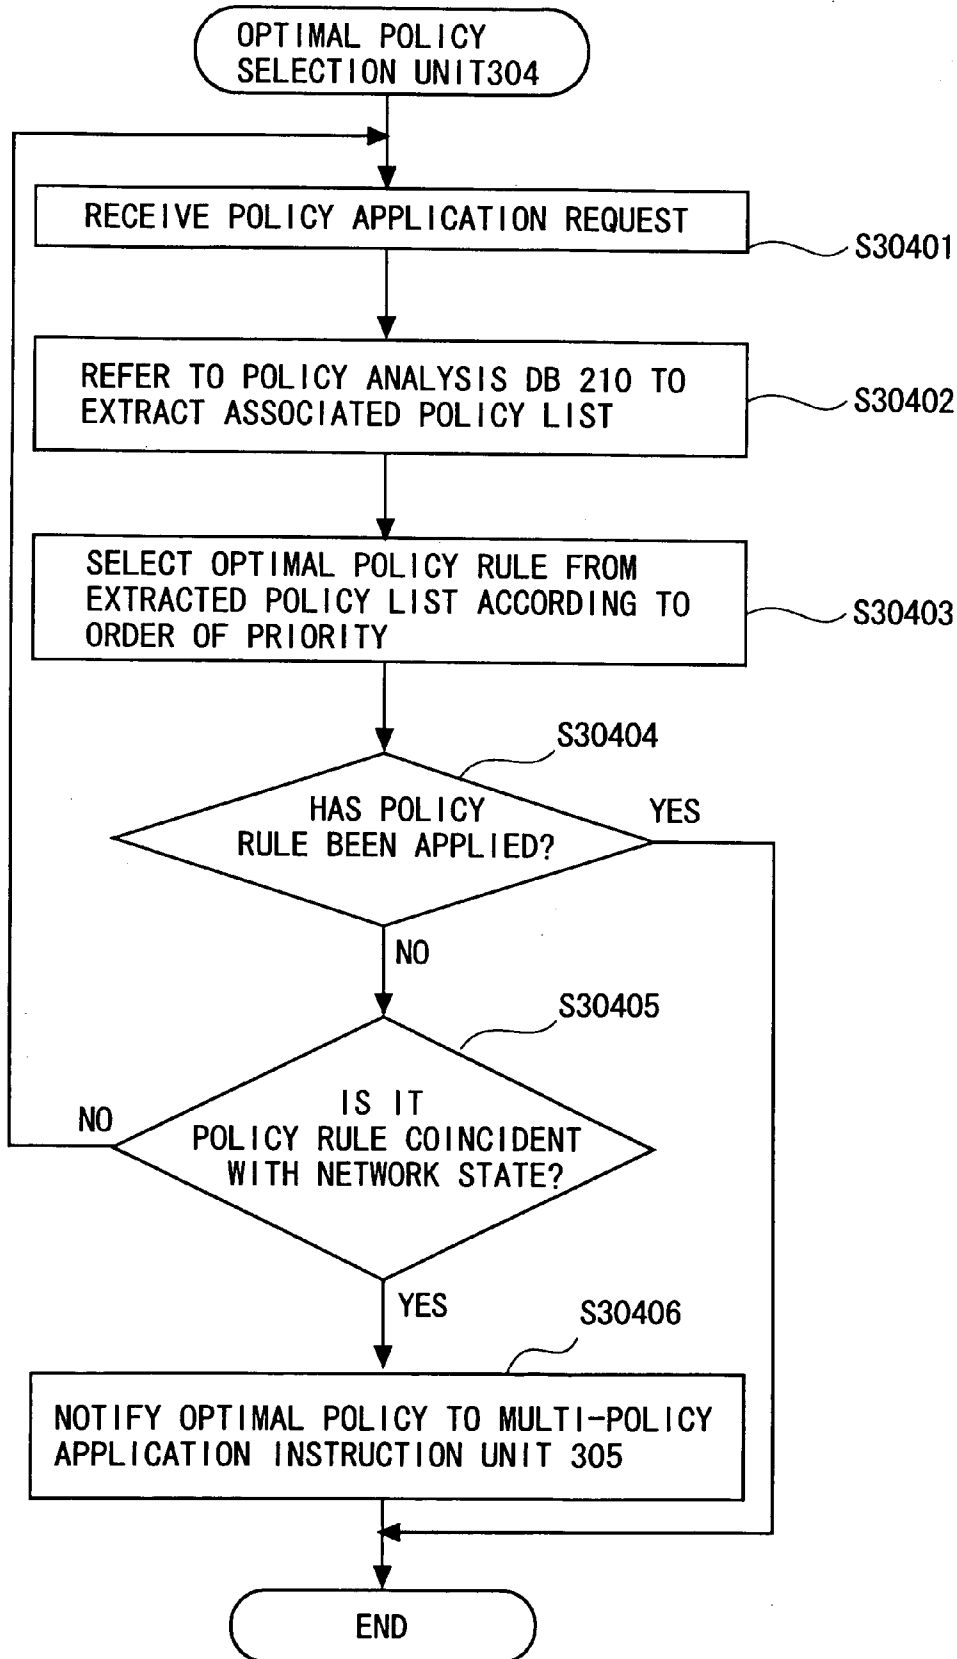 OPTIMAL POLICY
SELECTION UNIT304
RECEIVE POLICY APPLICATION REQUEST
S30401
REFER TO POLICY ANALYSIS DB 210 TO
EXTRACT ASSOCIATED POLICY LIST
S30402
SELECT OPTIMAL POLICY RULE FROM
EXTRACTED POLICY LIST ACCORDING TO
ORDER OF PRIORITY
S30403
S30404
HAS POLICY
RULE BEEN APPLIED?
YES
NO
S30405
IS IT
POLICY RULE COINCIDENT
WITH NETWORK STATE?
NO
YES
S30406
NOTIFY OPTIMAL POLICY TO MULTI-POLICY
APPLICATION INSTRUCTION UNIT 305
END